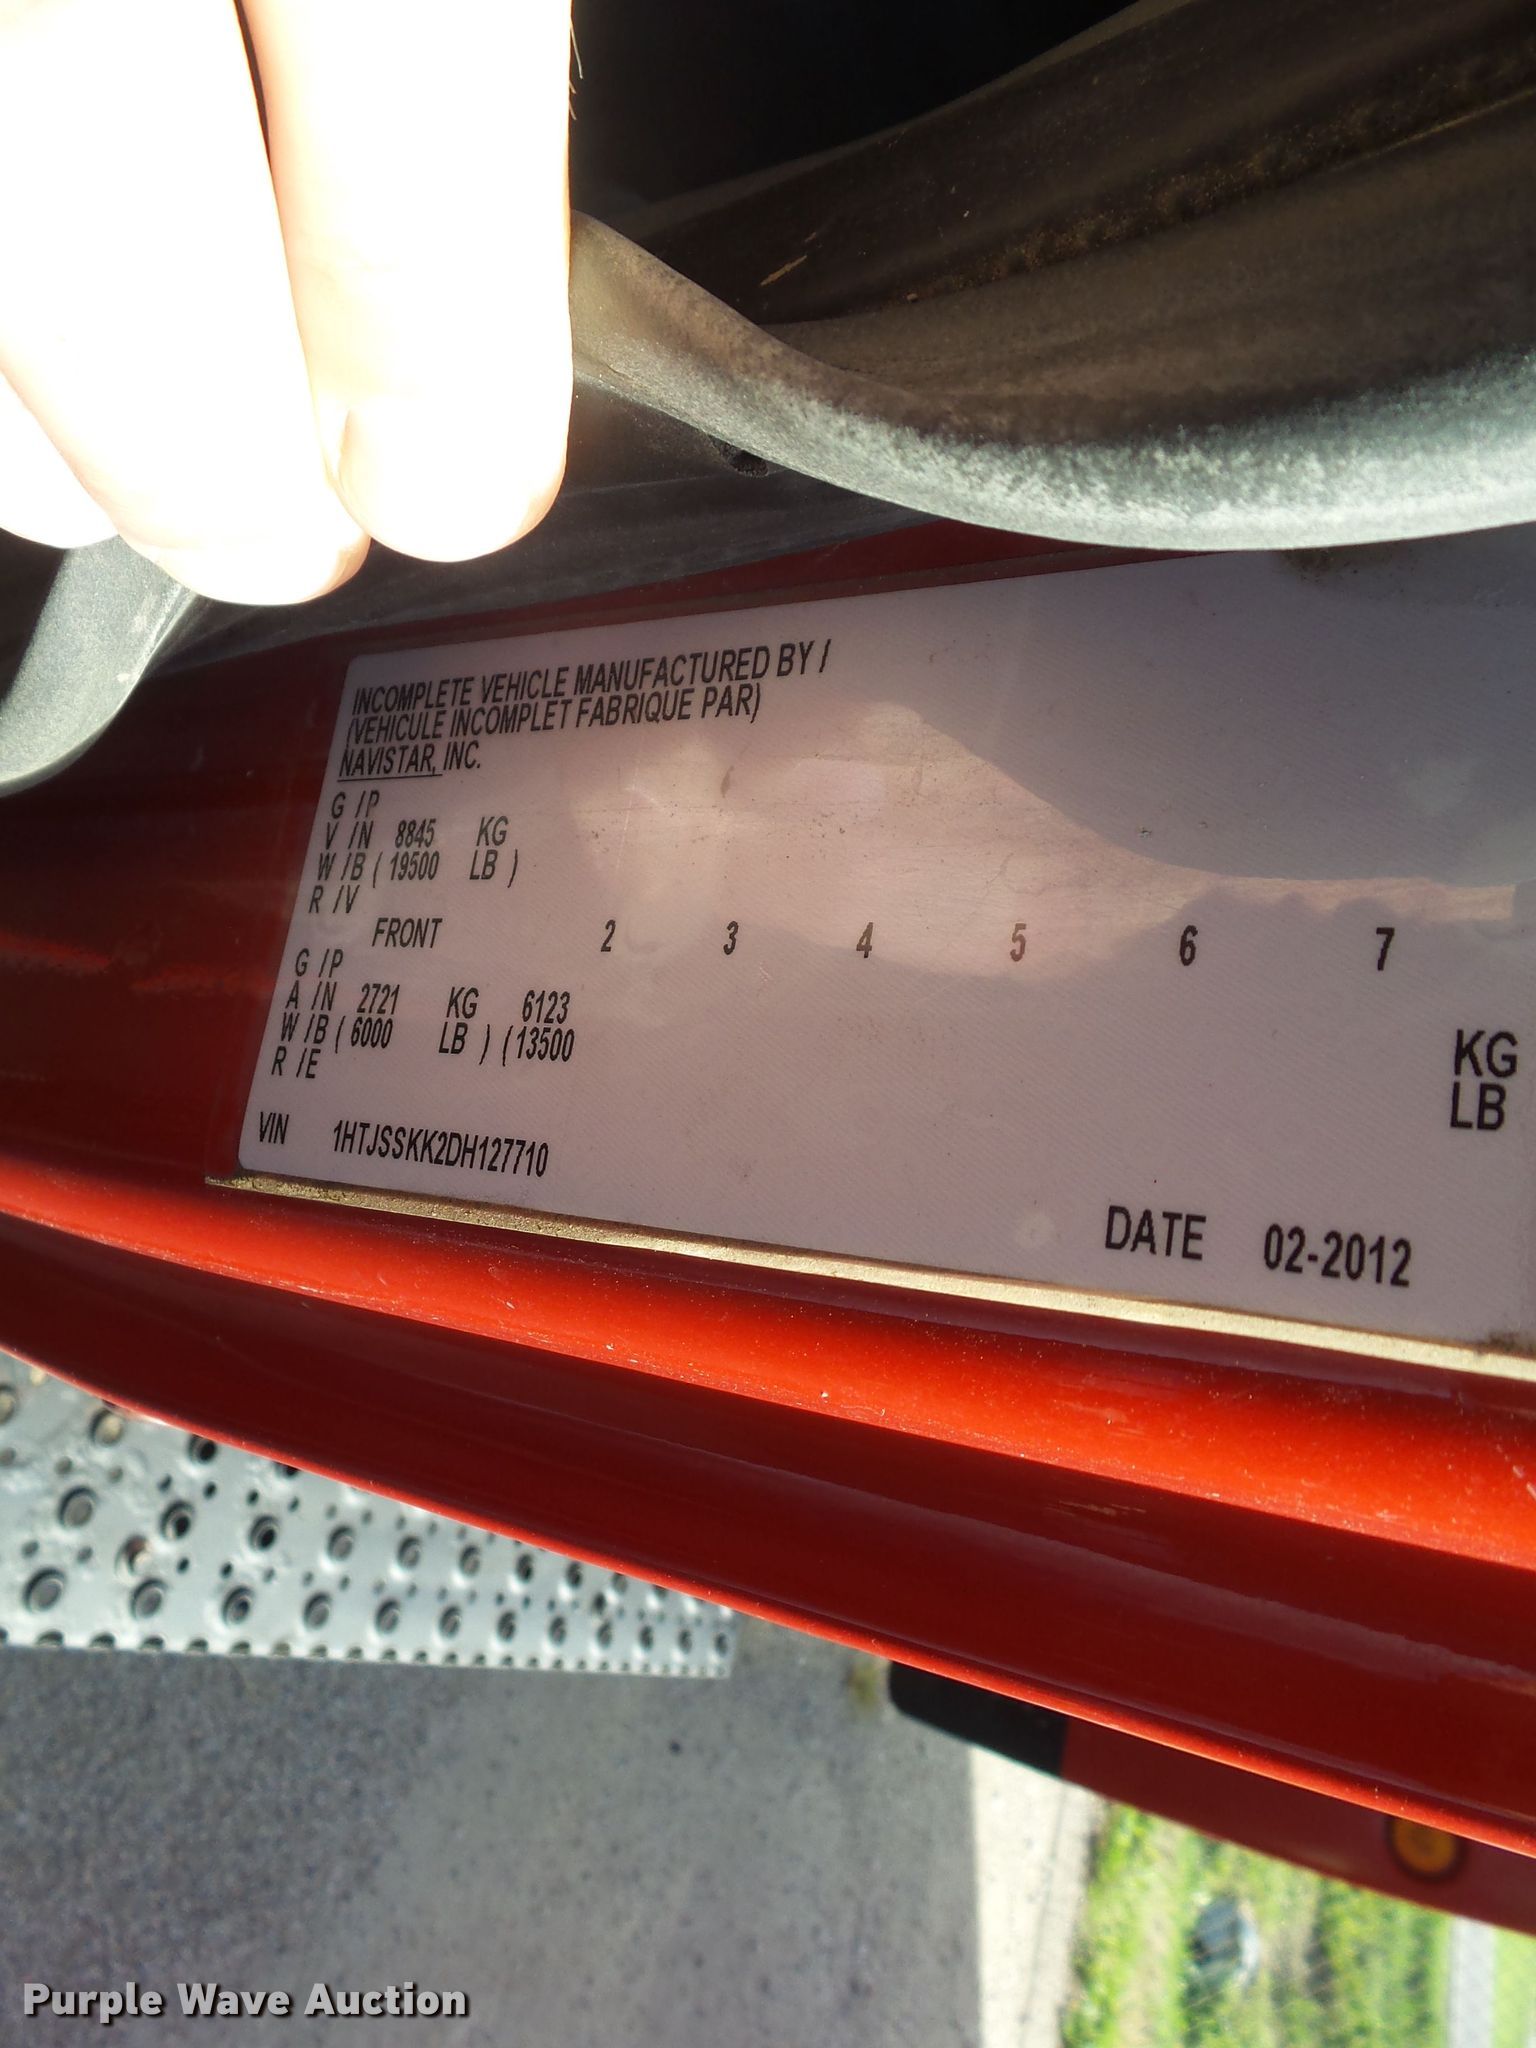 INCOMPLETE VEHICLE MANUFACTURED BY /
(VEHICULE INCOMPLET FABRIQUE PAR)
NAVISTAR, INC.
G /P
V /N 8845 KG
W /B ( 19500 LB )
R /V
FRONT 2 3 4 5 6 7
G /P
A /N 2721 KG 6123 KG
W /B ( 6000 LB ) ( 13500 LB
R /E
VIN 1HTJSSKK2DH127710
DATE 02-2012
Purple Wave Auction